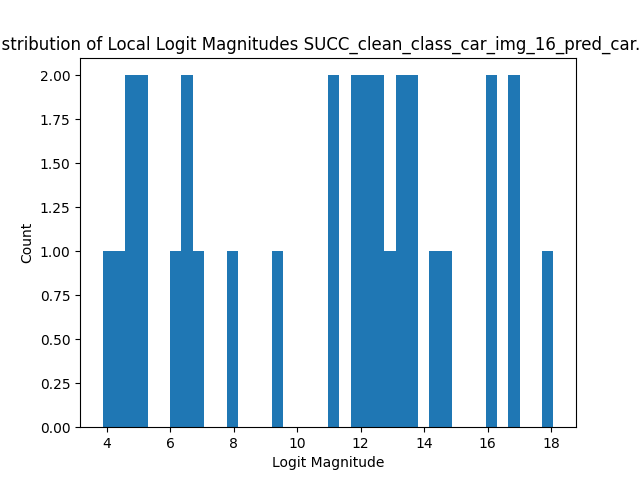 stribution of Local Logit Magnitudes SUCC_clean_class_car_img_16_pred_car.
2.00
1.75
1.50
1.25
1.00
0.75
0.50
0.25
0.00
Count
4 6 8 10 12 14 16 18
Logit Magnitude